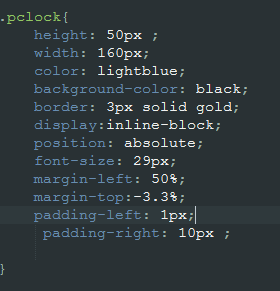 .pclock{
height: 50px ;
width: 160px;
color: lightblue;
background-color: black;
border: 3px solid gold;
display:inline-block;
position: absolute;
font-size: 29px;
margin-left: 50%;
margin-top:-3.3%;
padding-left: 1px;
padding-right: 10px ;
}